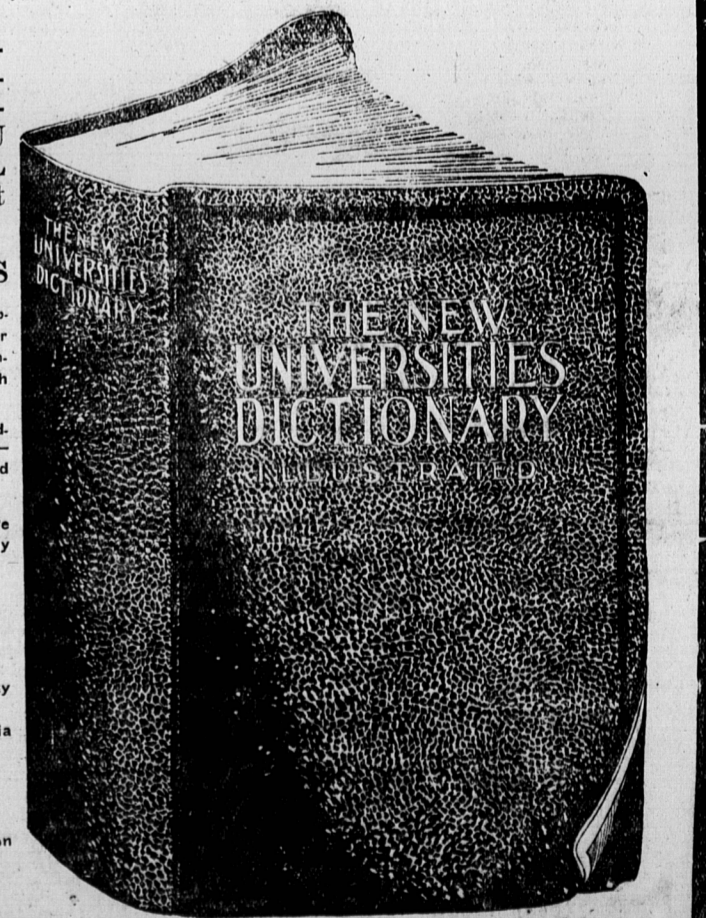 THE NEW
UNIVERSITIES
DICTIONARY
THE NEW
UNIVERSITIES
DICTIONARY
ILLUSTRATED